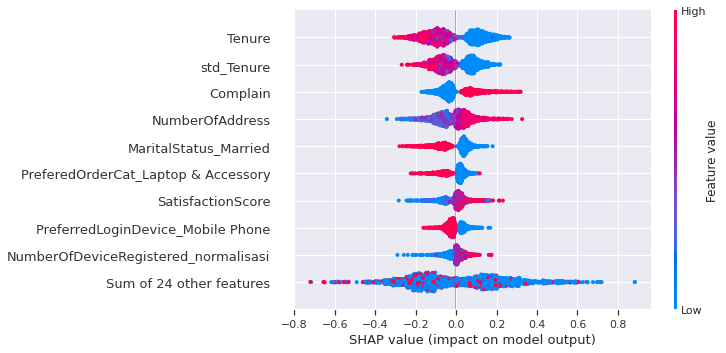 High
Tenure
std_Tenure
Complain
NumberOfAddress
MaritalStatus_Married
PreferedOrderCat_Laptop & Accessory
SatisfactionScore
PreferredLoginDevice_Mobile Phone
NumberOfDeviceRegistered_normalisasi
Sum of 24 other features
Feature value
Low
−0.8 −0.6 −0.4 −0.2 0.0 0.2 0.4 0.6 0.8
SHAP value (impact on model output)